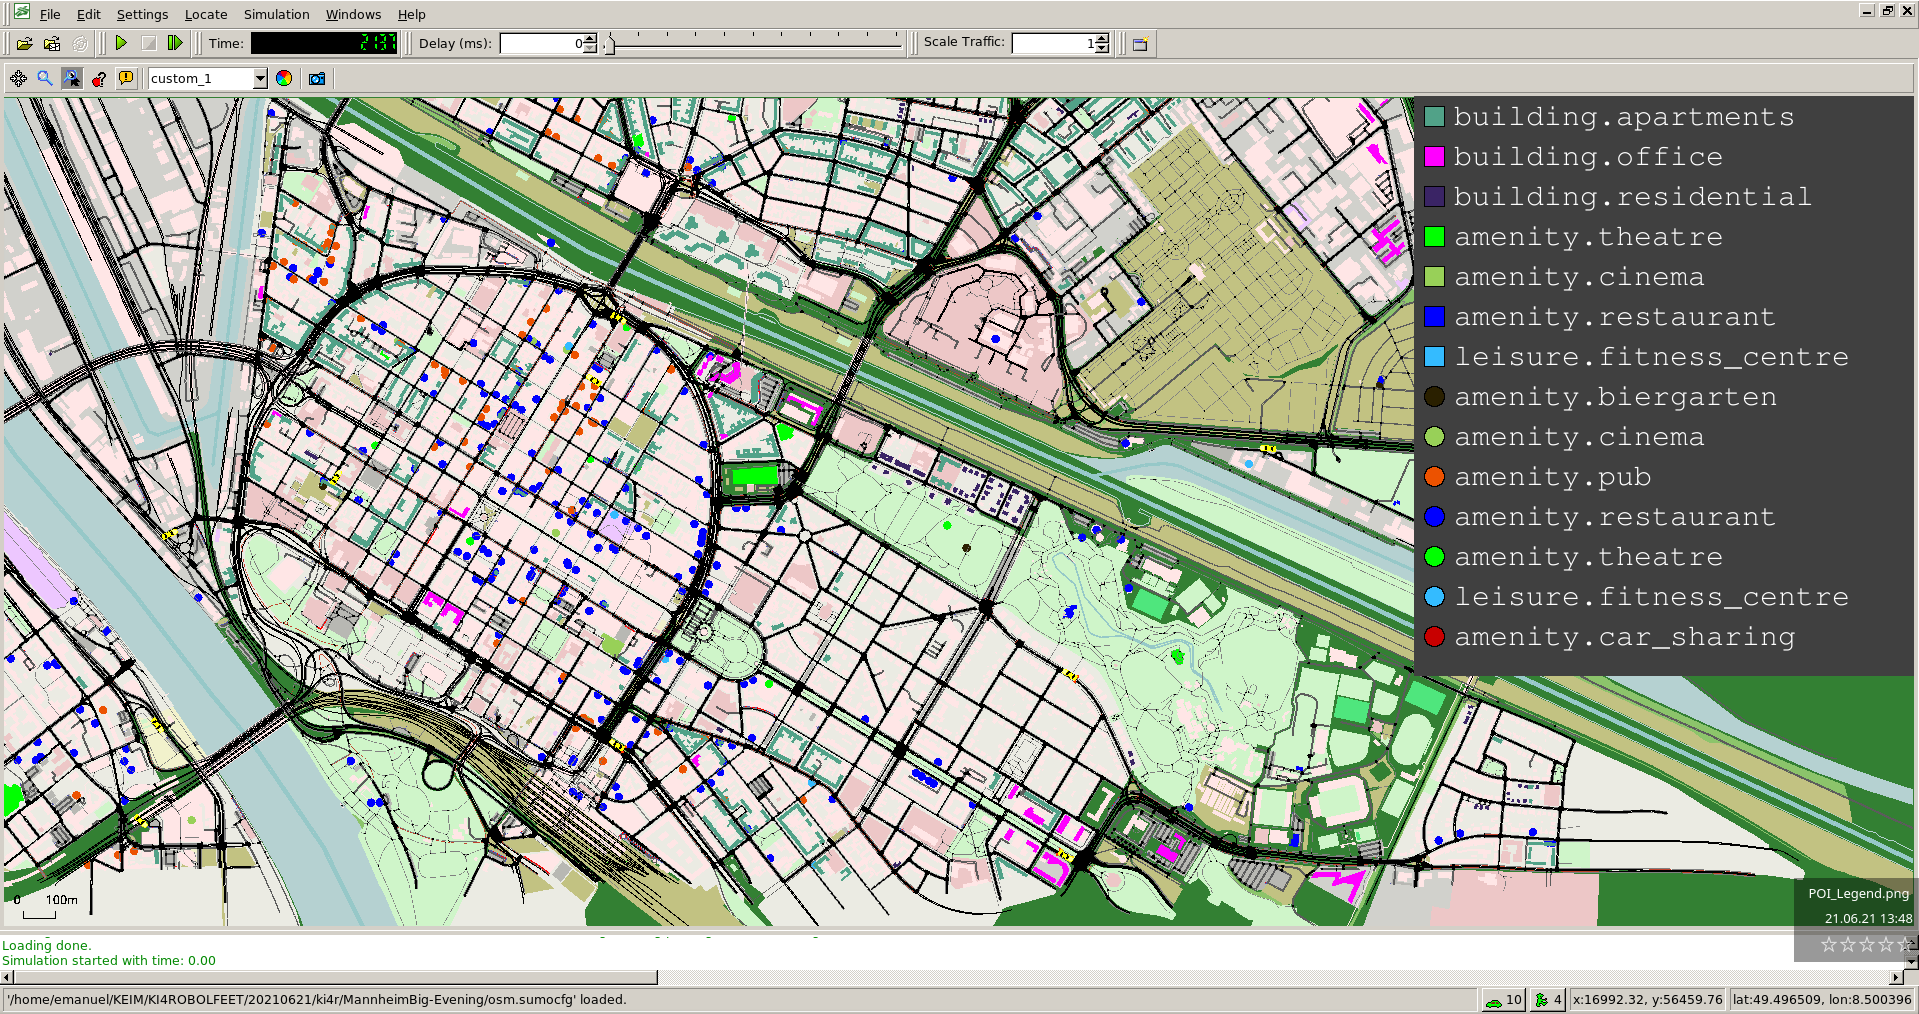 File Edit Settings Locate Simulation Windows Help
Time: 2137 Delay (ms): 0 Scale Traffic: 1
custom_1
building.apartments
building.office
building.residential
amenity.theatre
amenity.cinema
amenity.restaurant
leisure.fitness_centre
amenity.biergarten
amenity.cinema
amenity.pub
amenity.restaurant
amenity.theatre
leisure.fitness_centre
amenity.car_sharing
0 100m
POI_Legend.png
21.06.21 13:48
Loading done.
Simulation started with time: 0.00
'/home/emanuel/KEIM/KI4ROBOLFEET/20210621/ki4r/MannheimBig-Evening/osm.sumocfg' loaded.
10 4 x:16992.32, y:56459.76 lat:49.496509, lon:8.500396